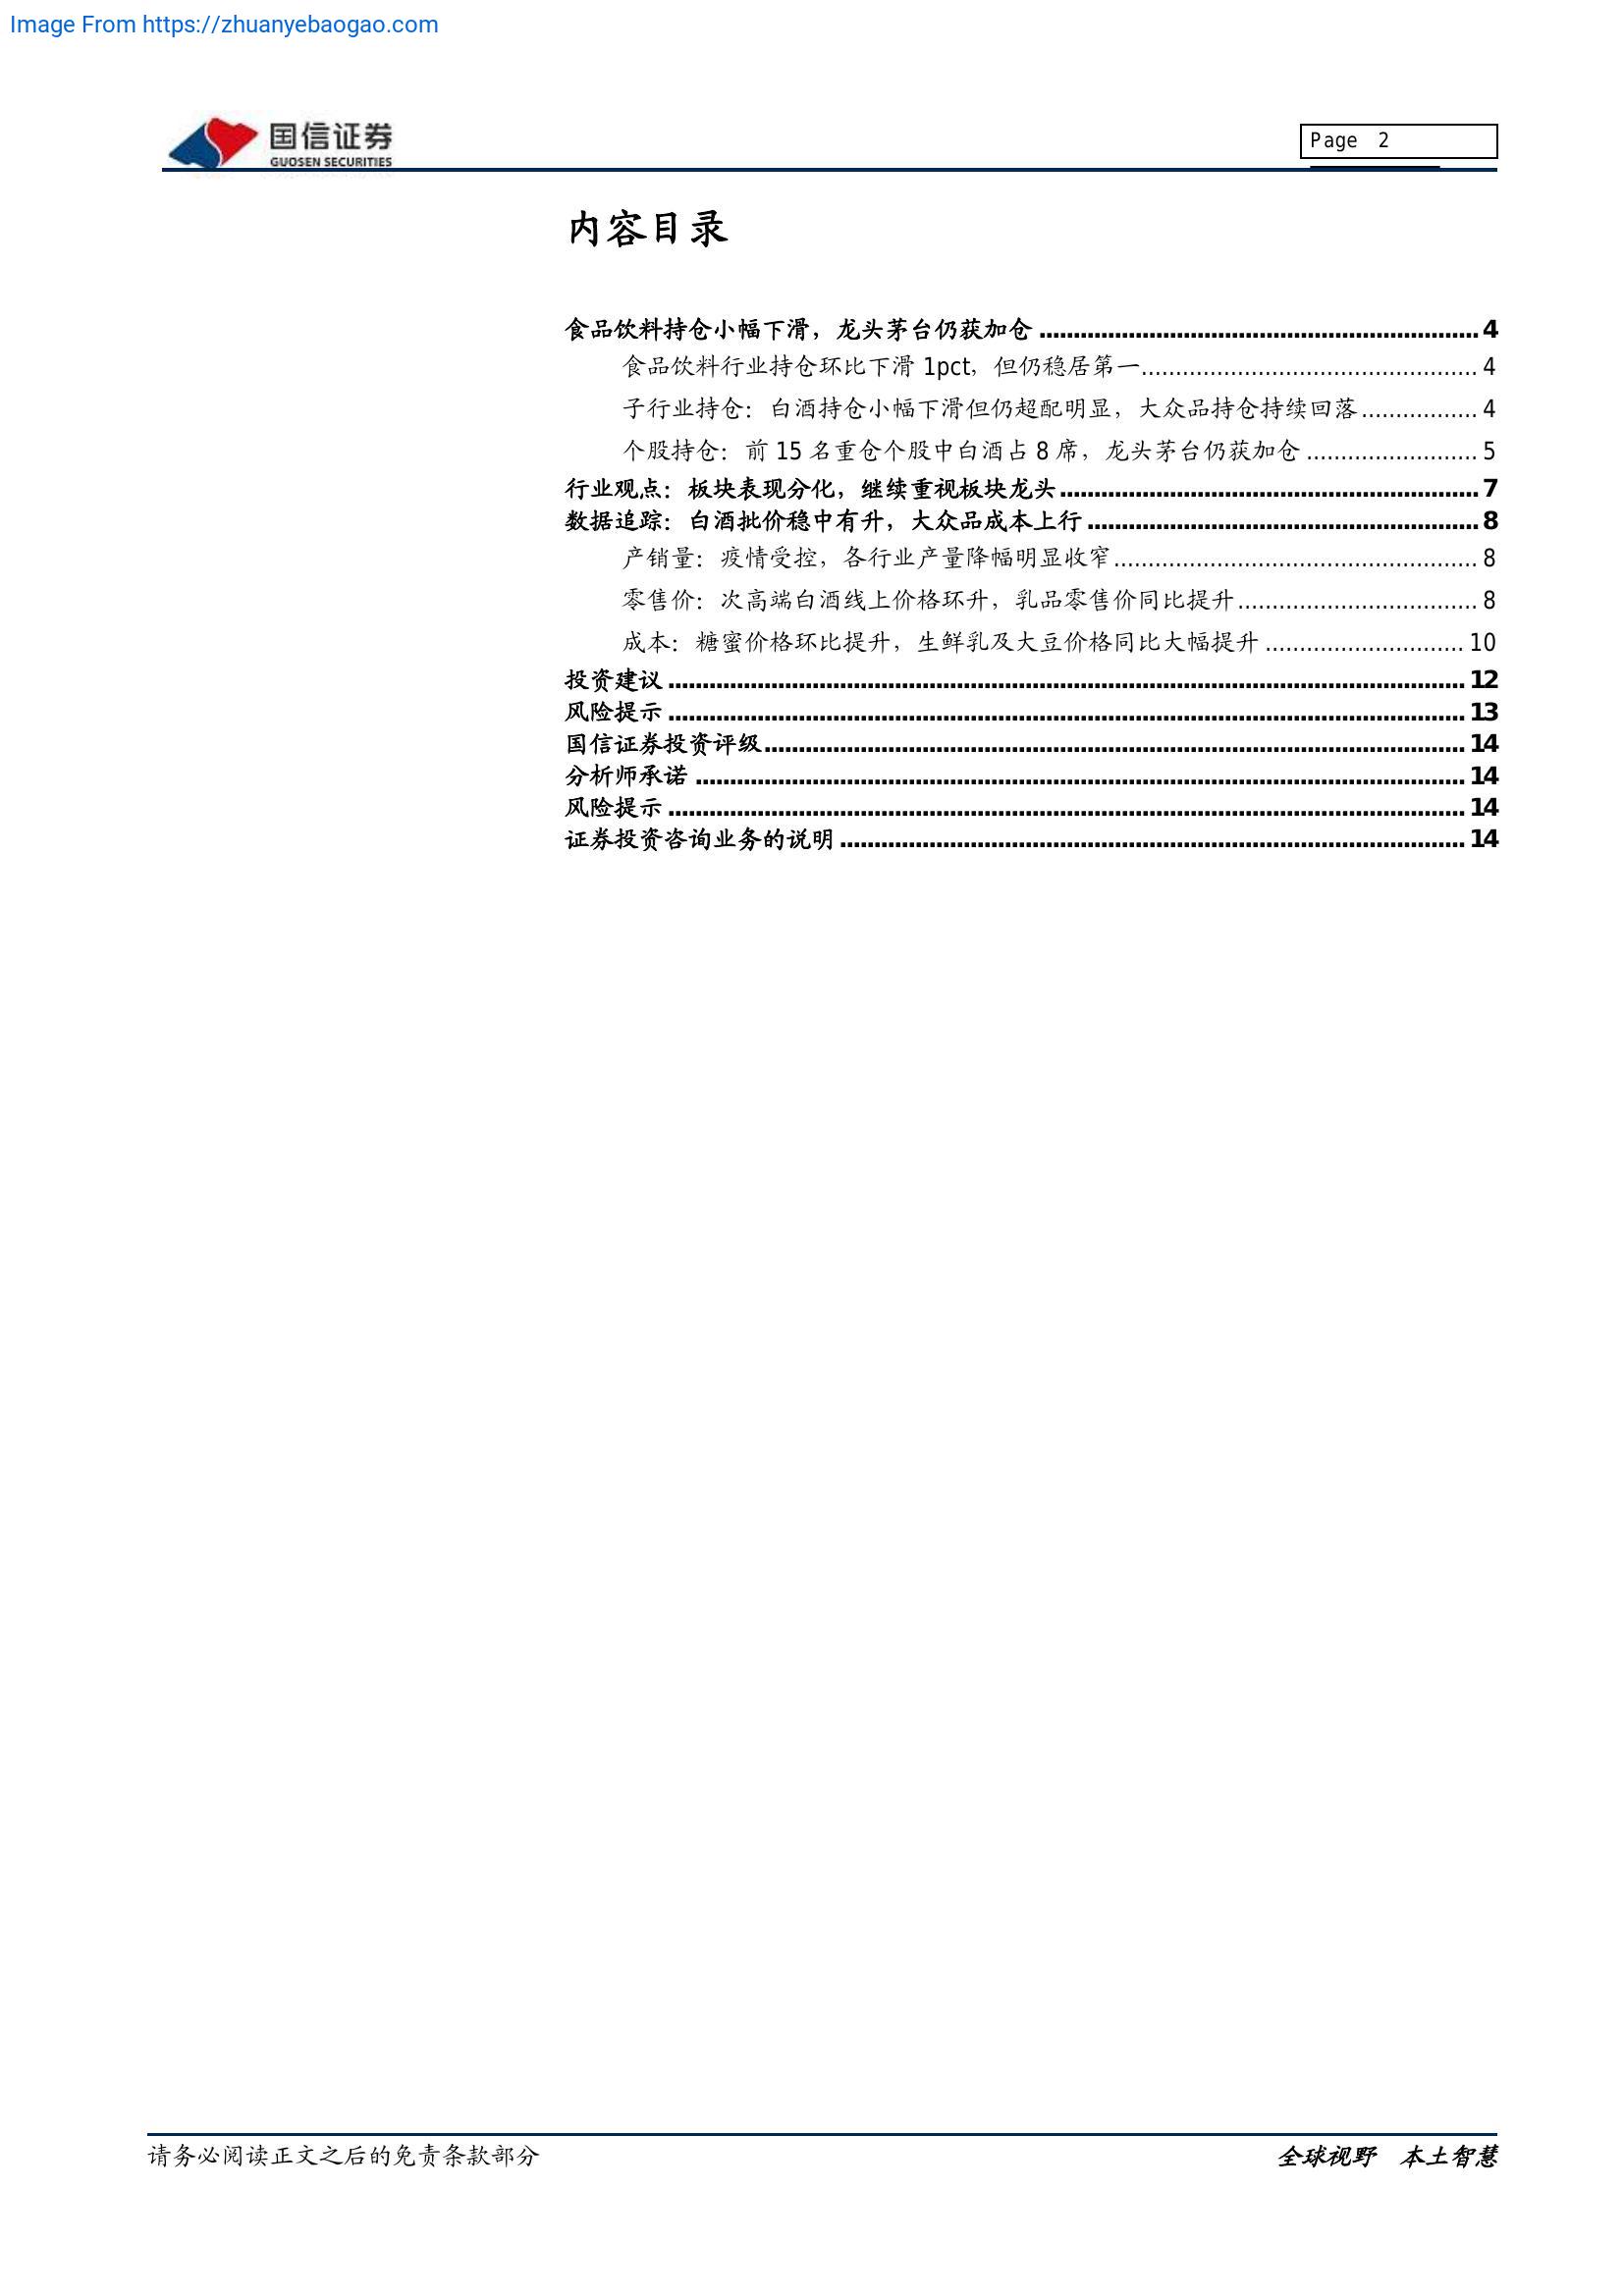 Image From https://zhuanyebaogao.com
国信证券
GUOSEN SECURITIES
Page 2
内容目录
食品饮料持仓小幅下滑，龙头茅台仍获加仓 ........ 4
食品饮料行业持仓环比下滑 1pct，但仍稳居第一 ........ 4
子行业持仓：白酒持仓小幅下滑但仍超配明显，大众品持仓持续回落 ........ 4
个股持仓：前 15 名重仓个股中白酒占 8 席，龙头茅台仍获加仓 ........ 5
行业观点：板块表现分化，继续重视板块龙头 ........ 7
数据追踪：白酒批价稳中有升，大众品成本上行 ........ 8
产销量：疫情受控，各行业产量降幅明显收窄 ........ 8
零售价：次高端白酒线上价格环升，乳品零售价同比提升 ........ 8
成本：糖蜜价格环比提升，生鲜乳及大豆价格同比大幅提升 ........ 10
投资建议 ........ 12
风险提示 ........ 13
国信证券投资评级 ........ 14
分析师承诺 ........ 14
风险提示 ........ 14
证券投资咨询业务的说明 ........ 14
请务必阅读正文之后的免责条款部分
全球视野 本土智慧